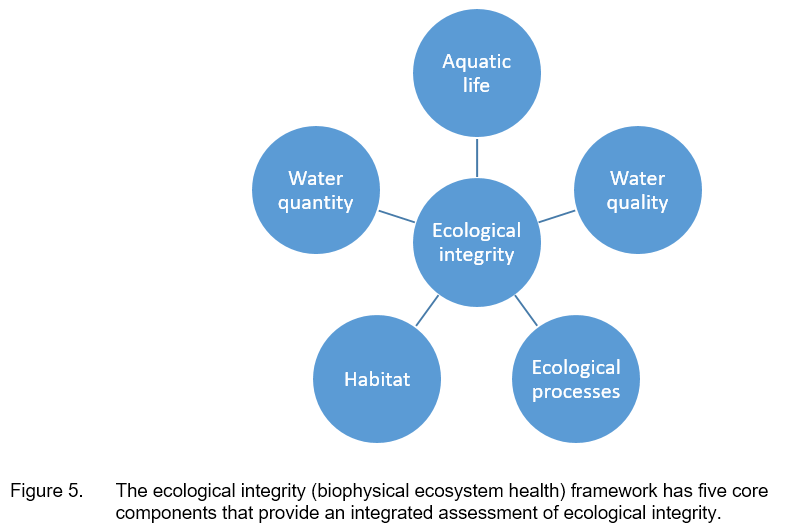 Aquatic
life
Water
quantity
Water
quality
Ecological
integrity
Habitat
Ecological
processes
Figure 5. The ecological integrity (biophysical ecosystem health) framework has five core
components that provide an integrated assessment of ecological integrity.